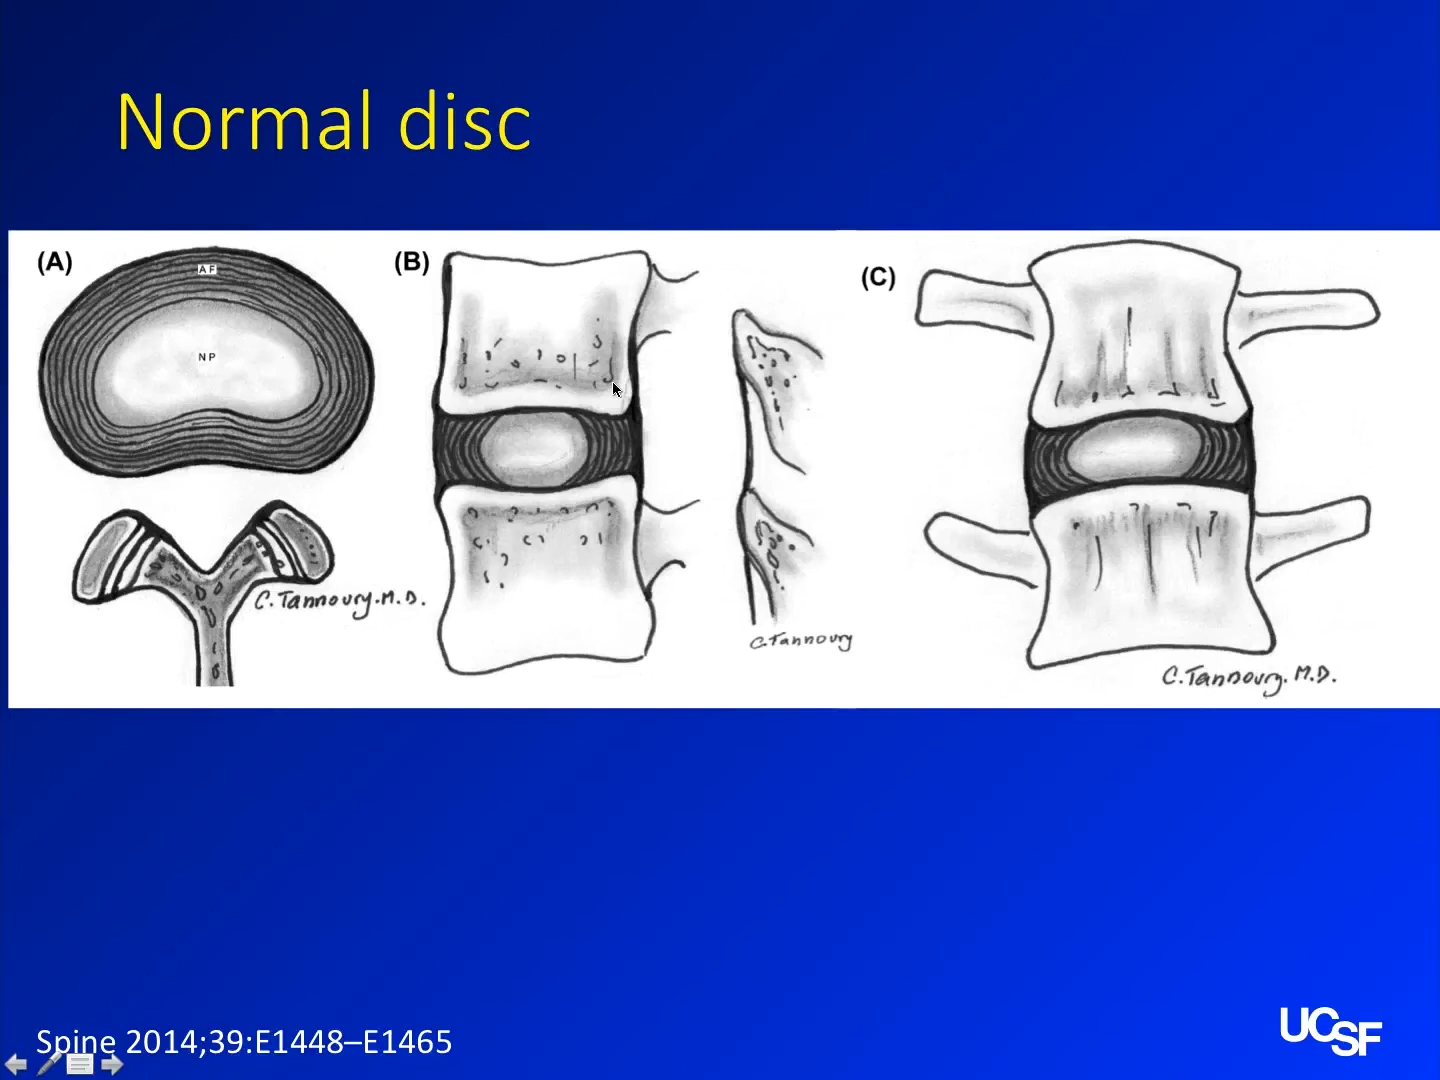 Normal disc
(A)
AF
NP
C. Tannoury. M.D.
(B)
C. Tannoury
(C)
C. Tannoury. M.D.
Spine 2014;39:E1448–E1465
UCSF